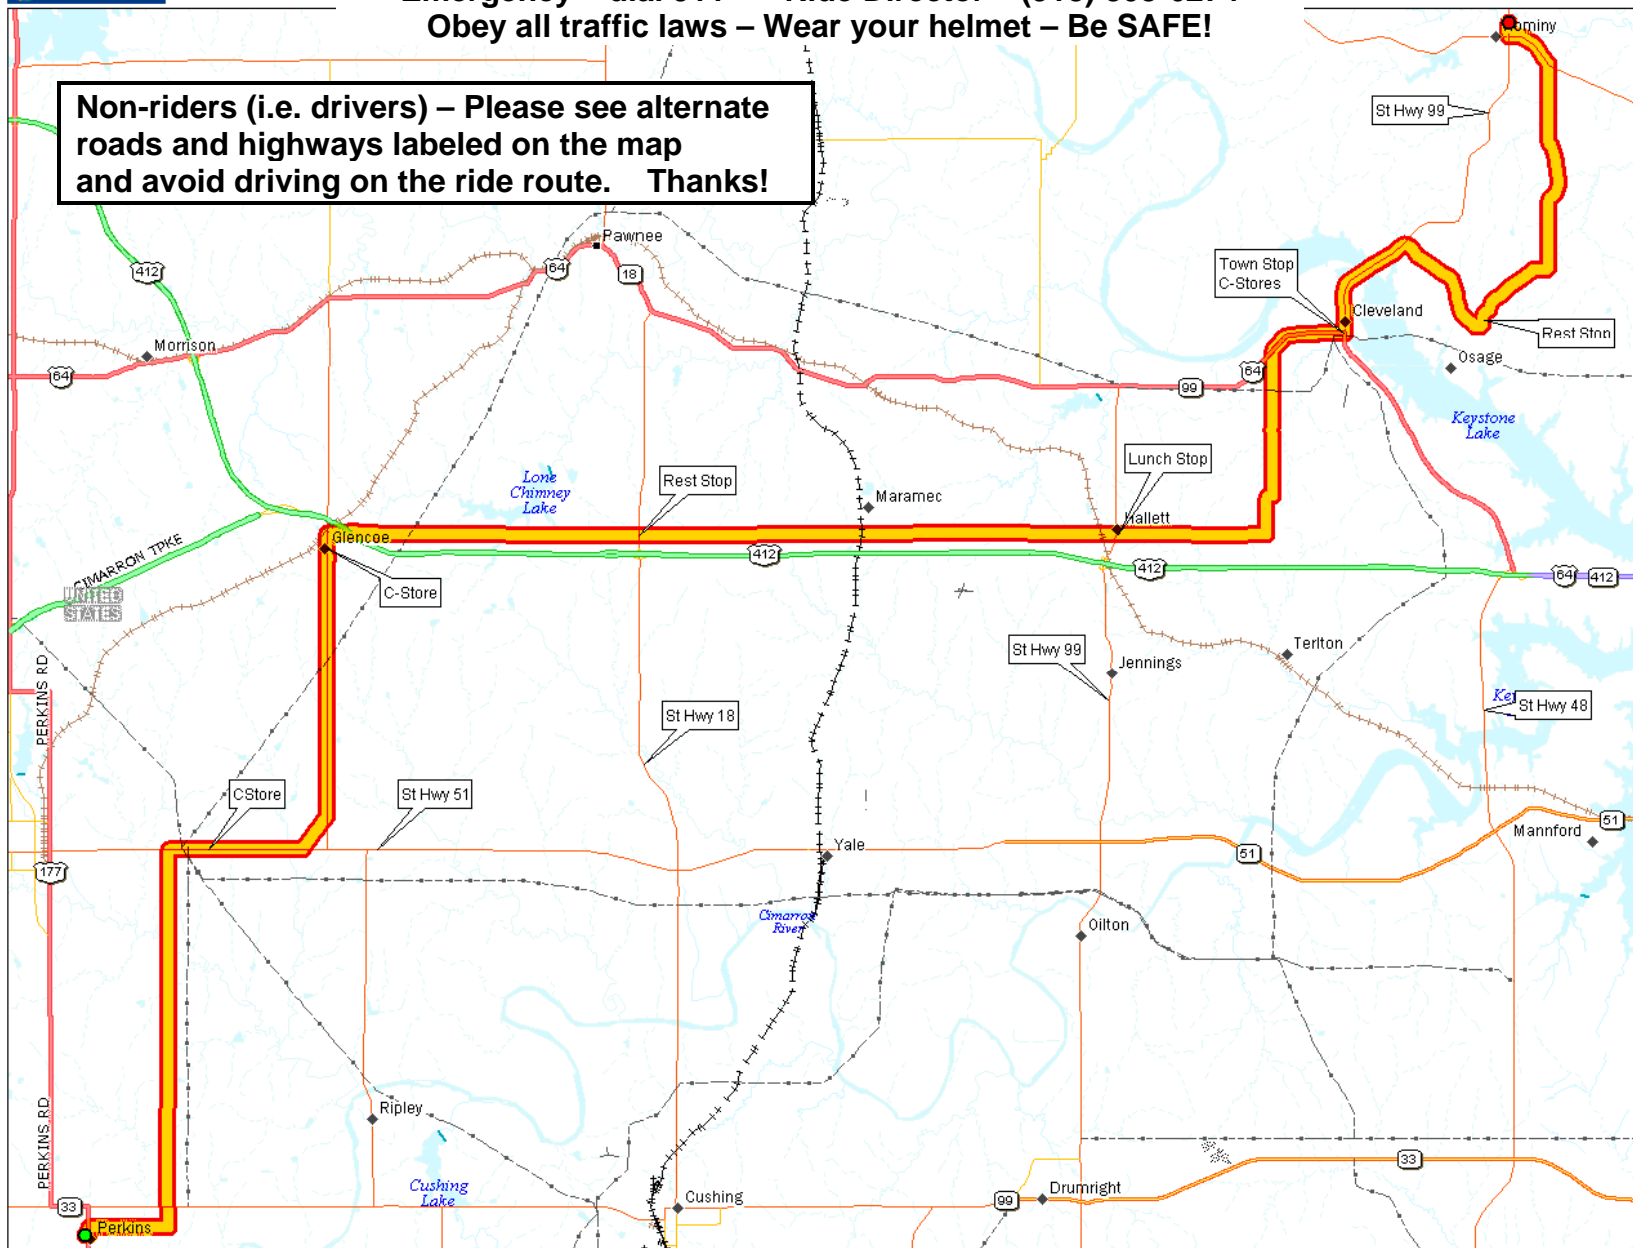 Obey all traffic laws – Wear your helmet – Be SAFE!
Non-riders (i.e. drivers) – Please see alternate
roads and highways labeled on the map
and avoid driving on the ride route. Thanks!
St Hwy 99
412
Pawnee
64
18
Town Stop
C-Stores
Cleveland
Rest Stop
Osage
Morrison
64
64
99
Keystone
Lake
Lone
Chimney
Lake
Rest Stop
Lunch Stop
Maramec
Hallett
Glencoe
CIMARRON TPKE
412
412
64
412
UNITED
STATES
C-Store
PERKINS RD
St Hwy 99
Terlton
Jennings
St Hwy 18
St Hwy 48
CStore
St Hwy 51
51
Mannford
Yale
51
177
Cimarron
River
Oilton
Ripley
PERKINS RD
33
Cushing
Lake
Cushing
99
Drumright
33
Perkins